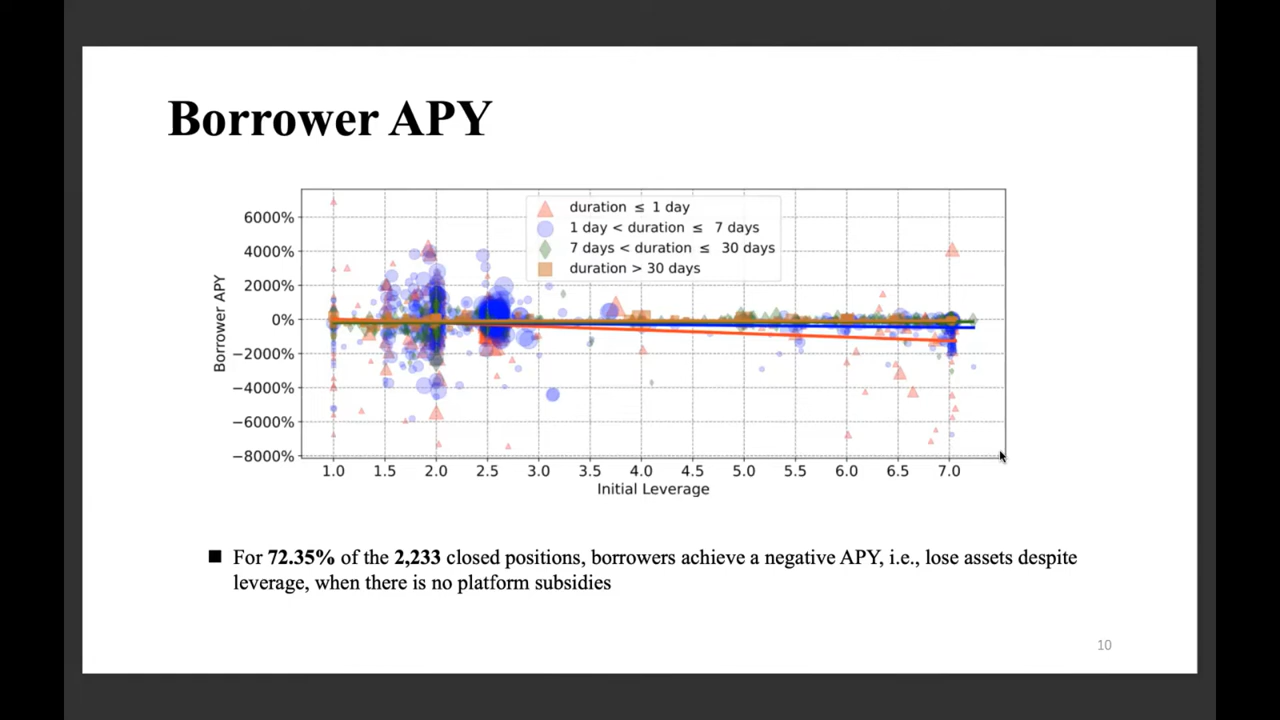 Borrower APY
6000%
4000%
2000%
0%
−2000%
−4000%
−6000%
−8000%
Borrower APY
duration ≤ 1 day
1 day < duration ≤ 7 days
7 days < duration ≤ 30 days
duration > 30 days
1.0 1.5 2.0 2.5 3.0 3.5 4.0 4.5 5.0 5.5 6.0 6.5 7.0
Initial Leverage
For 72.35% of the 2,233 closed positions, borrowers achieve a negative APY, i.e., lose assets despite
leverage, when there is no platform subsidies
10